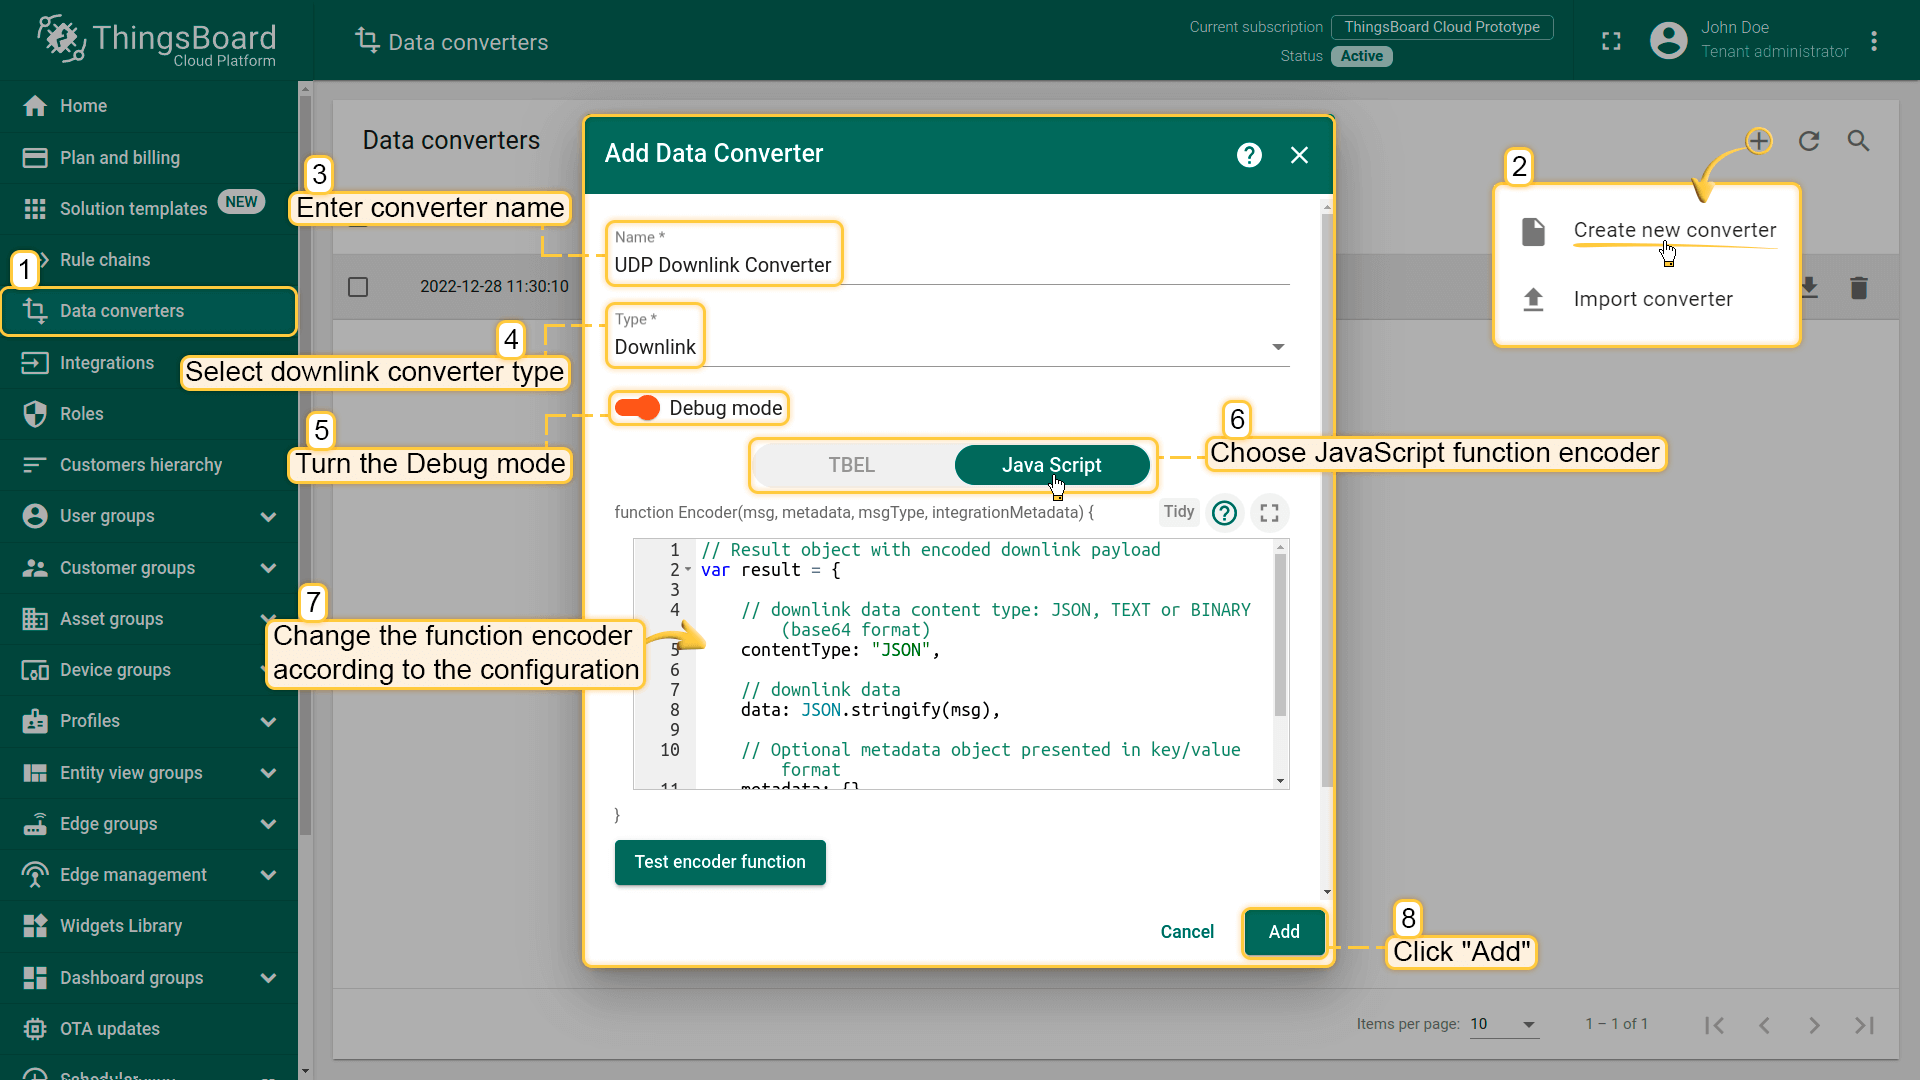 ThingsBoard
Cloud Platform
Data converters
Current subscription
ThingsBoard Cloud Prototype
Status
Active
John Doe
Tenant administrator
Home
Plan and billing
Solution templates
NEW
Rule chains
1
Data converters
Integrations
Roles
Customers hierarchy
User groups
Customer groups
Asset groups
Device groups
Profiles
Entity view groups
Edge groups
Edge management
Widgets Library
Dashboard groups
OTA updates
Data converters
2022-12-28 11:30:10
2
Create new converter
Import converter
Add Data Converter
3
Enter converter name
Name *
UDP Downlink Converter
4
Select downlink converter type
Type *
Downlink
5
Turn the Debug mode
Debug mode
TBEL
Java Script
6
Choose JavaScript function encoder
function Encoder(msg, metadata, msgType, integrationMetadata) {
Tidy
7
Change the function encoder
according to the configuration
1 // Result object with encoded downlink payload
2 var result = {
3
4 // downlink data content type: JSON, TEXT or BINARY
(base64 format)
5 contentType: "JSON",
6
7 // downlink data
8 data: JSON.stringify(msg),
9
10 // Optional metadata object presented in key/value
format
11 metadata: {}
}
Test encoder function
Cancel
Add
8
Click "Add"
Items per page:
10
1 – 1 of 1